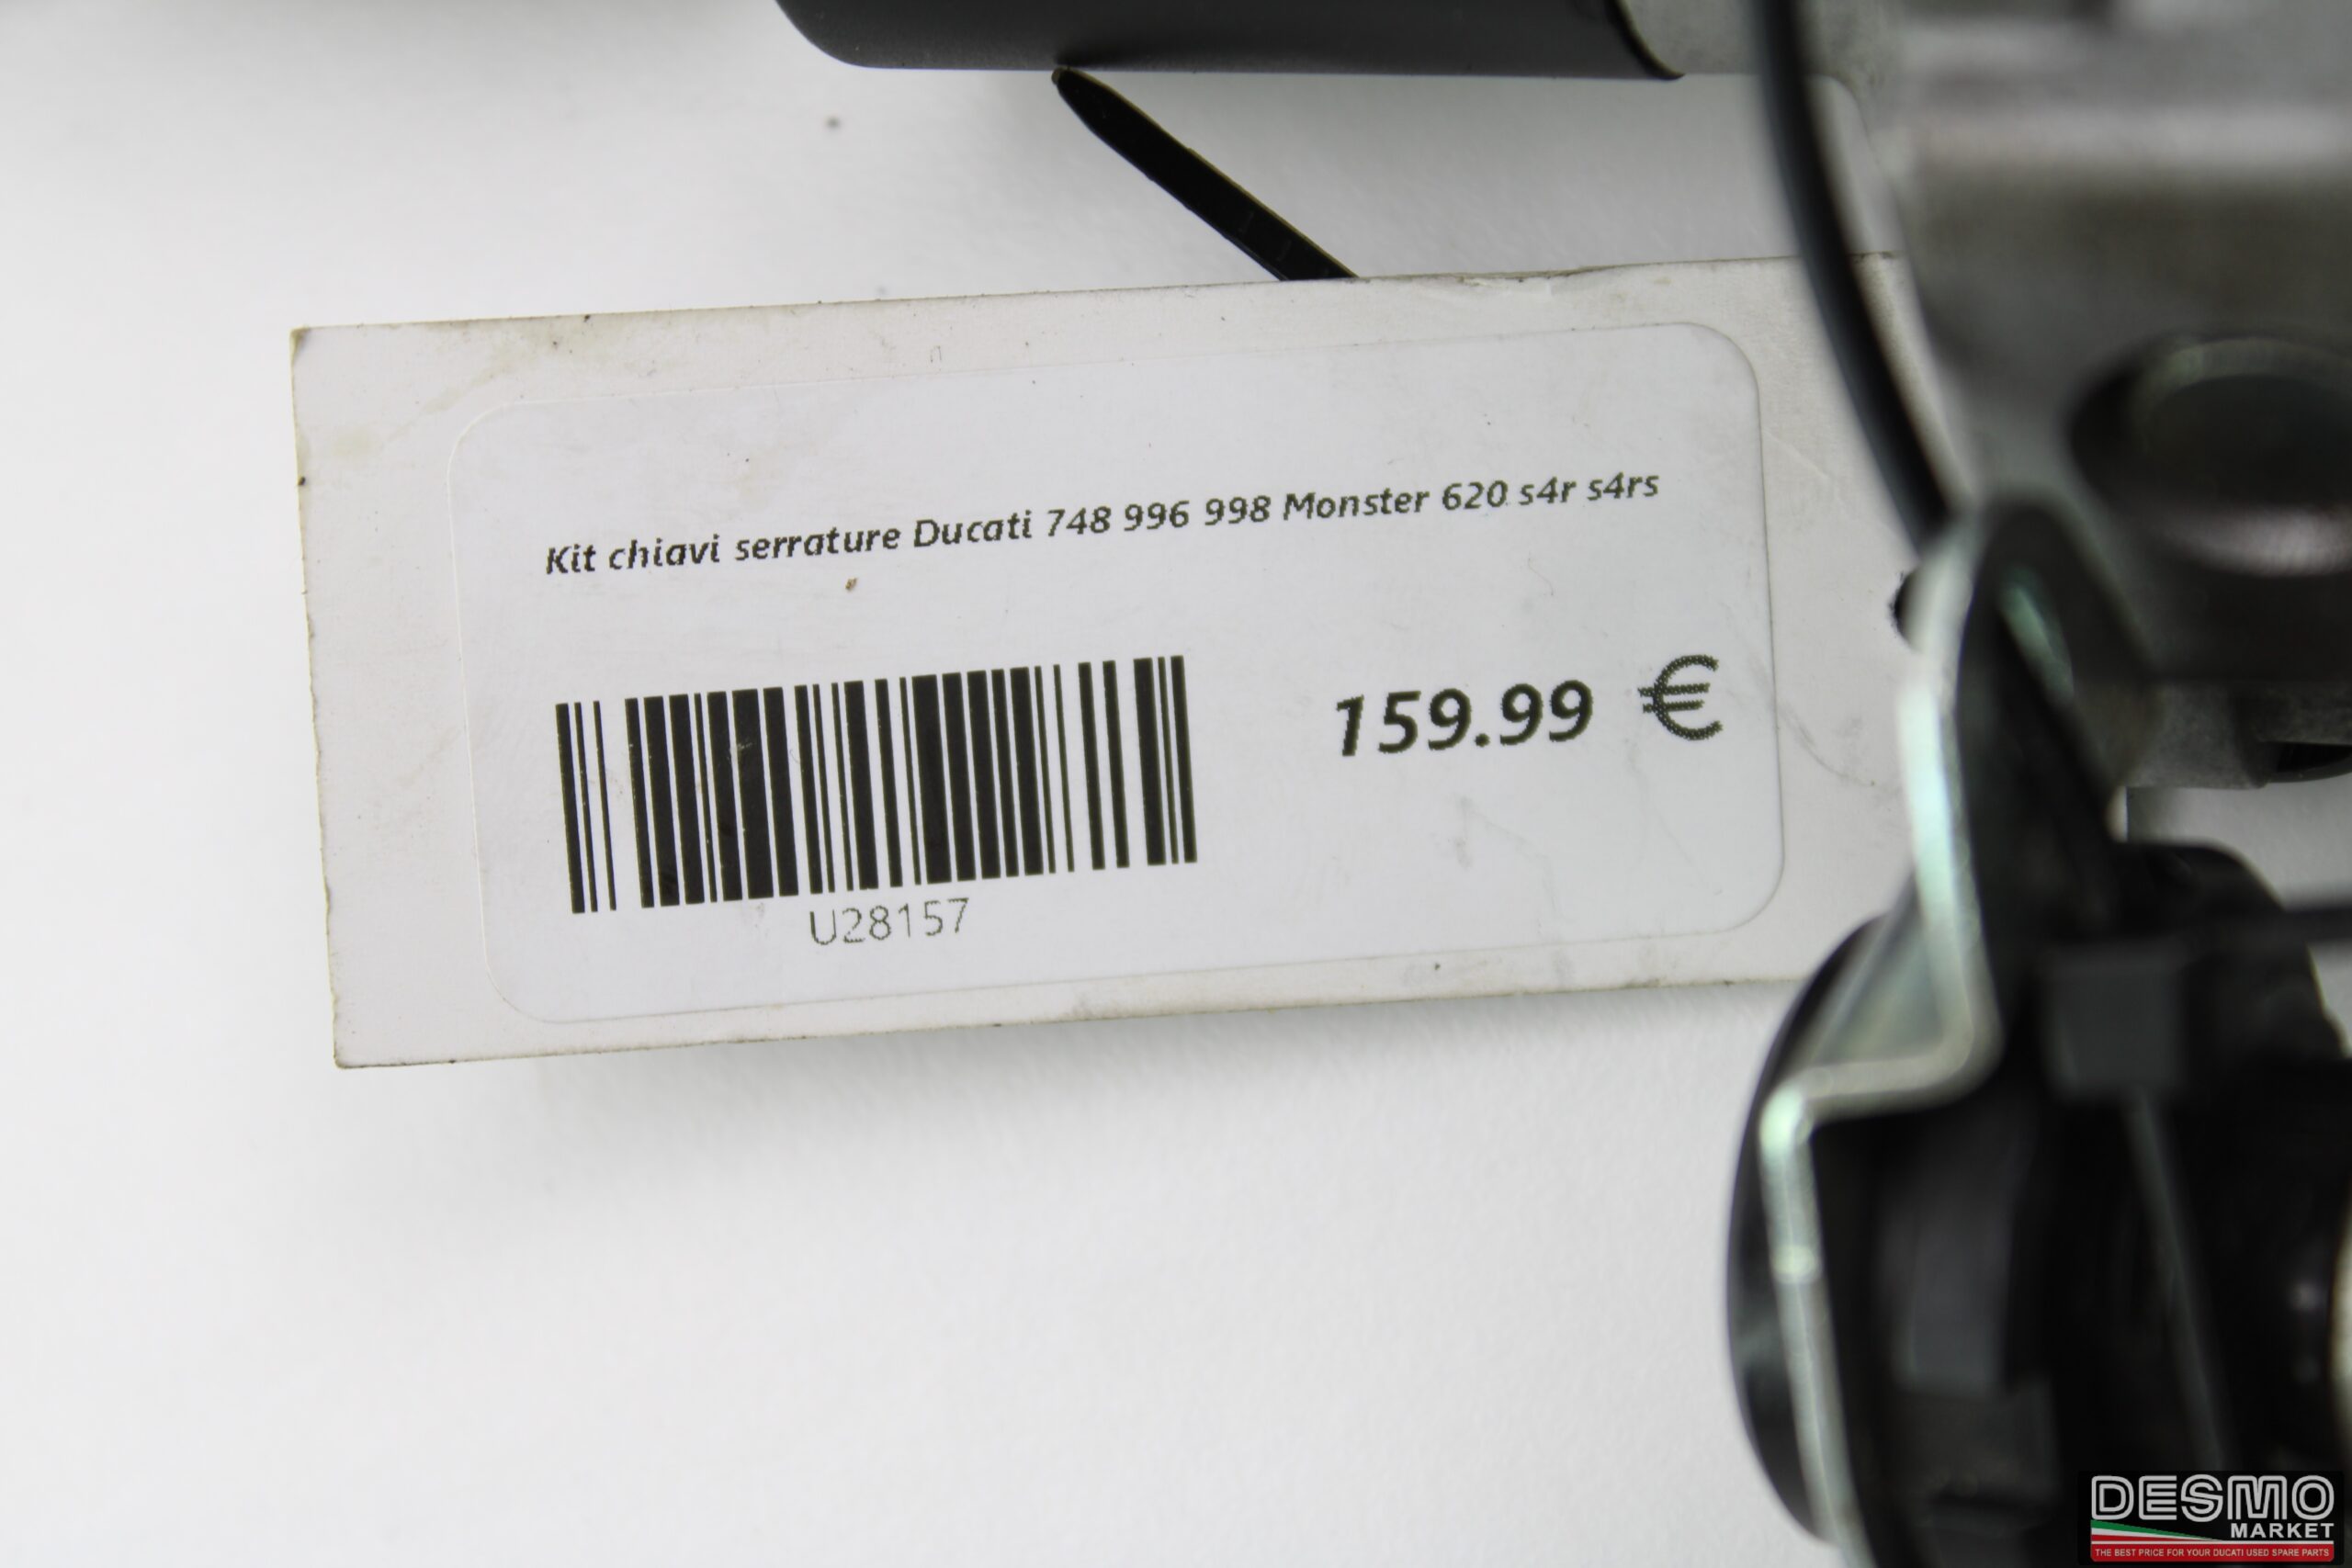 Kit chiavi serrature Ducati 748 996 998 Monster 620 s4r s4rs
159.99 €
U28157
DESMO
MARKET
THE BEST PRICE FOR YOUR DUCATI USED SPARE PARTS